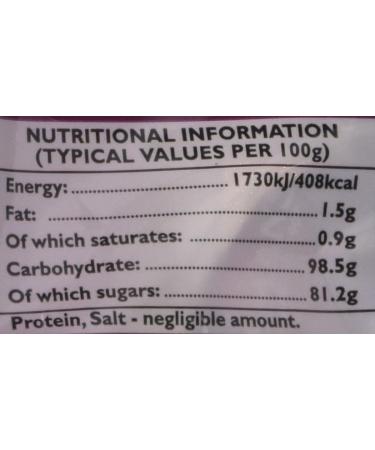 NUTRITIONAL INFORMATION
(TYPICAL VALUES PER 100g)
Energy: 1730kJ/408kcal
Fat: 1.5g
Of which saturates: 0.9g
Carbohydrate: 98.5g
Of which sugars: 81.2g
Protein, Salt - negligible amount.